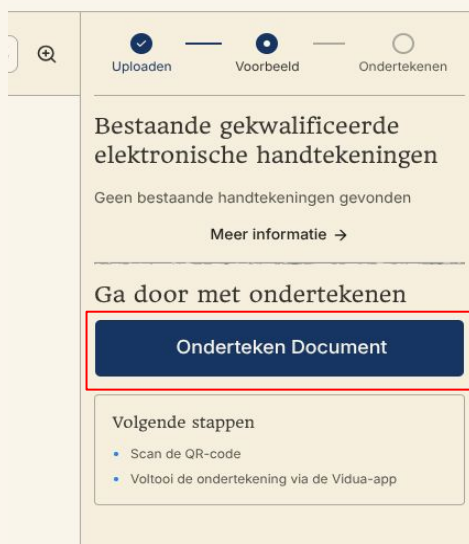 Uploaden
Voorbeeld
Ondertekenen
Bestaande gekwalificeerde
elektronische handtekeningen
Geen bestaande handtekeningen gevonden
Meer informatie →
Ga door met ondertekenen
Onderteken Document
Volgende stappen
• Scan de QR-code
• Voltooi de ondertekening via de Vidua-app